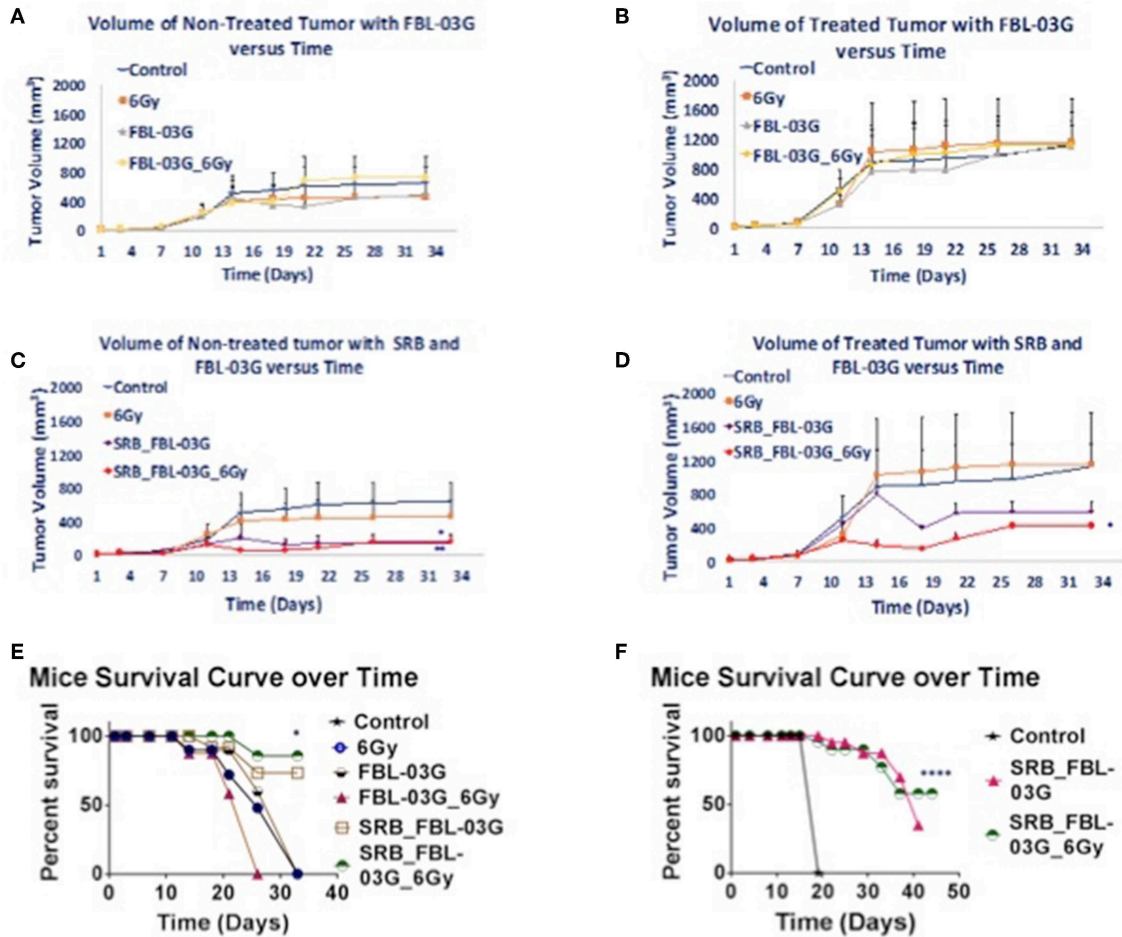 A
Volume of Non-Treated Tumor with FBL-03G
versus Time
Tumor Volume (mm³)
2000
1600
1200
800
400
0
Control
6Gy
FBL-03G
FBL-03G_6Gy
1 4 7 10 13 16 19 22 25 28 31 34
Time (Days)
B
Volume of Treated Tumor with FBL-03G
versus Time
Tumor Volume (mm³)
2000
1600
1200
800
400
0
Control
6Gy
FBL-03G
FBL-03G_6Gy
1 4 7 10 13 16 19 22 25 28 31 34
Time (Days)
C
Volume of Non-treated tumor with SRB and
FBL-03G versus Time
Tumor Volume (mm³)
2000
1600
1200
800
400
0
Control
6Gy
SRB_FBL-03G
SRB_FBL-03G_6Gy
*
**
1 4 7 10 13 16 19 22 25 28 31 34
Time (Days)
D
Volume of Treated Tumor with SRB and
FBL-03G versus Time
Tumor Volume (mm³)
2000
1600
1200
800
400
0
Control
6Gy
SRB_FBL-03G
SRB_FBL-03G_6Gy
*
1 4 7 10 13 16 19 22 25 28 31 34
Time (Days)
E
Mice Survival Curve over Time
Percent survival
100
50
0
*
Control
6Gy
FBL-03G
FBL-03G_6Gy
SRB_FBL-03G
SRB_FBL-
03G_6Gy
0 10 20 30 40
Time (Days)
F
Mice Survival Curve over Time
Percent survival
100
50
0
****
Control
SRB_FBL-
03G
SRB_FBL-
03G_6Gy
0 10 20 30 40 50
Time (Days)